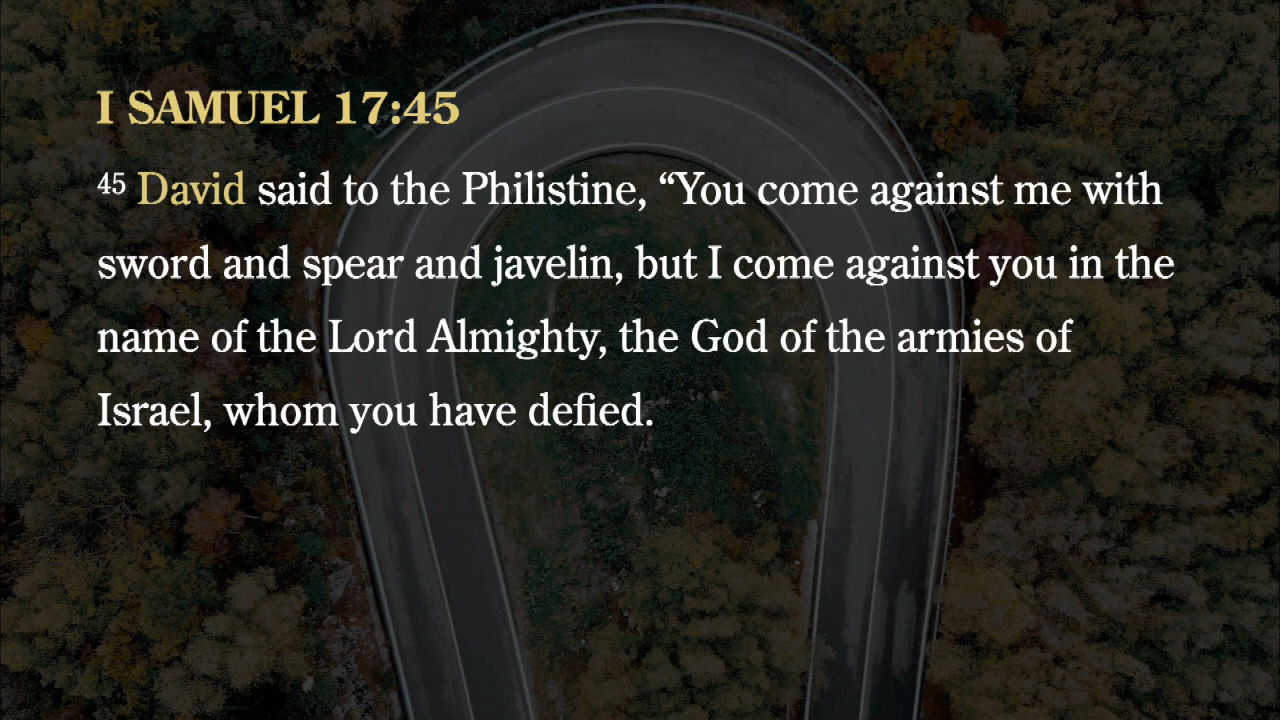 I SAMUEL 17:45
45 David said to the Philistine, “You come against me with
sword and spear and javelin, but I come against you in the
name of the Lord Almighty, the God of the armies of
Israel, whom you have defied.